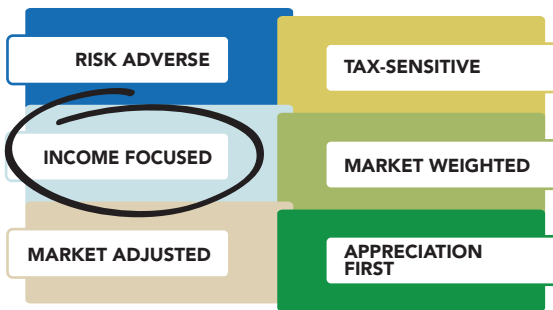 RISK ADVERSE
TAX-SENSITIVE
INCOME FOCUSED
MARKET WEIGHTED
MARKET ADJUSTED
APPRECIATION
FIRST